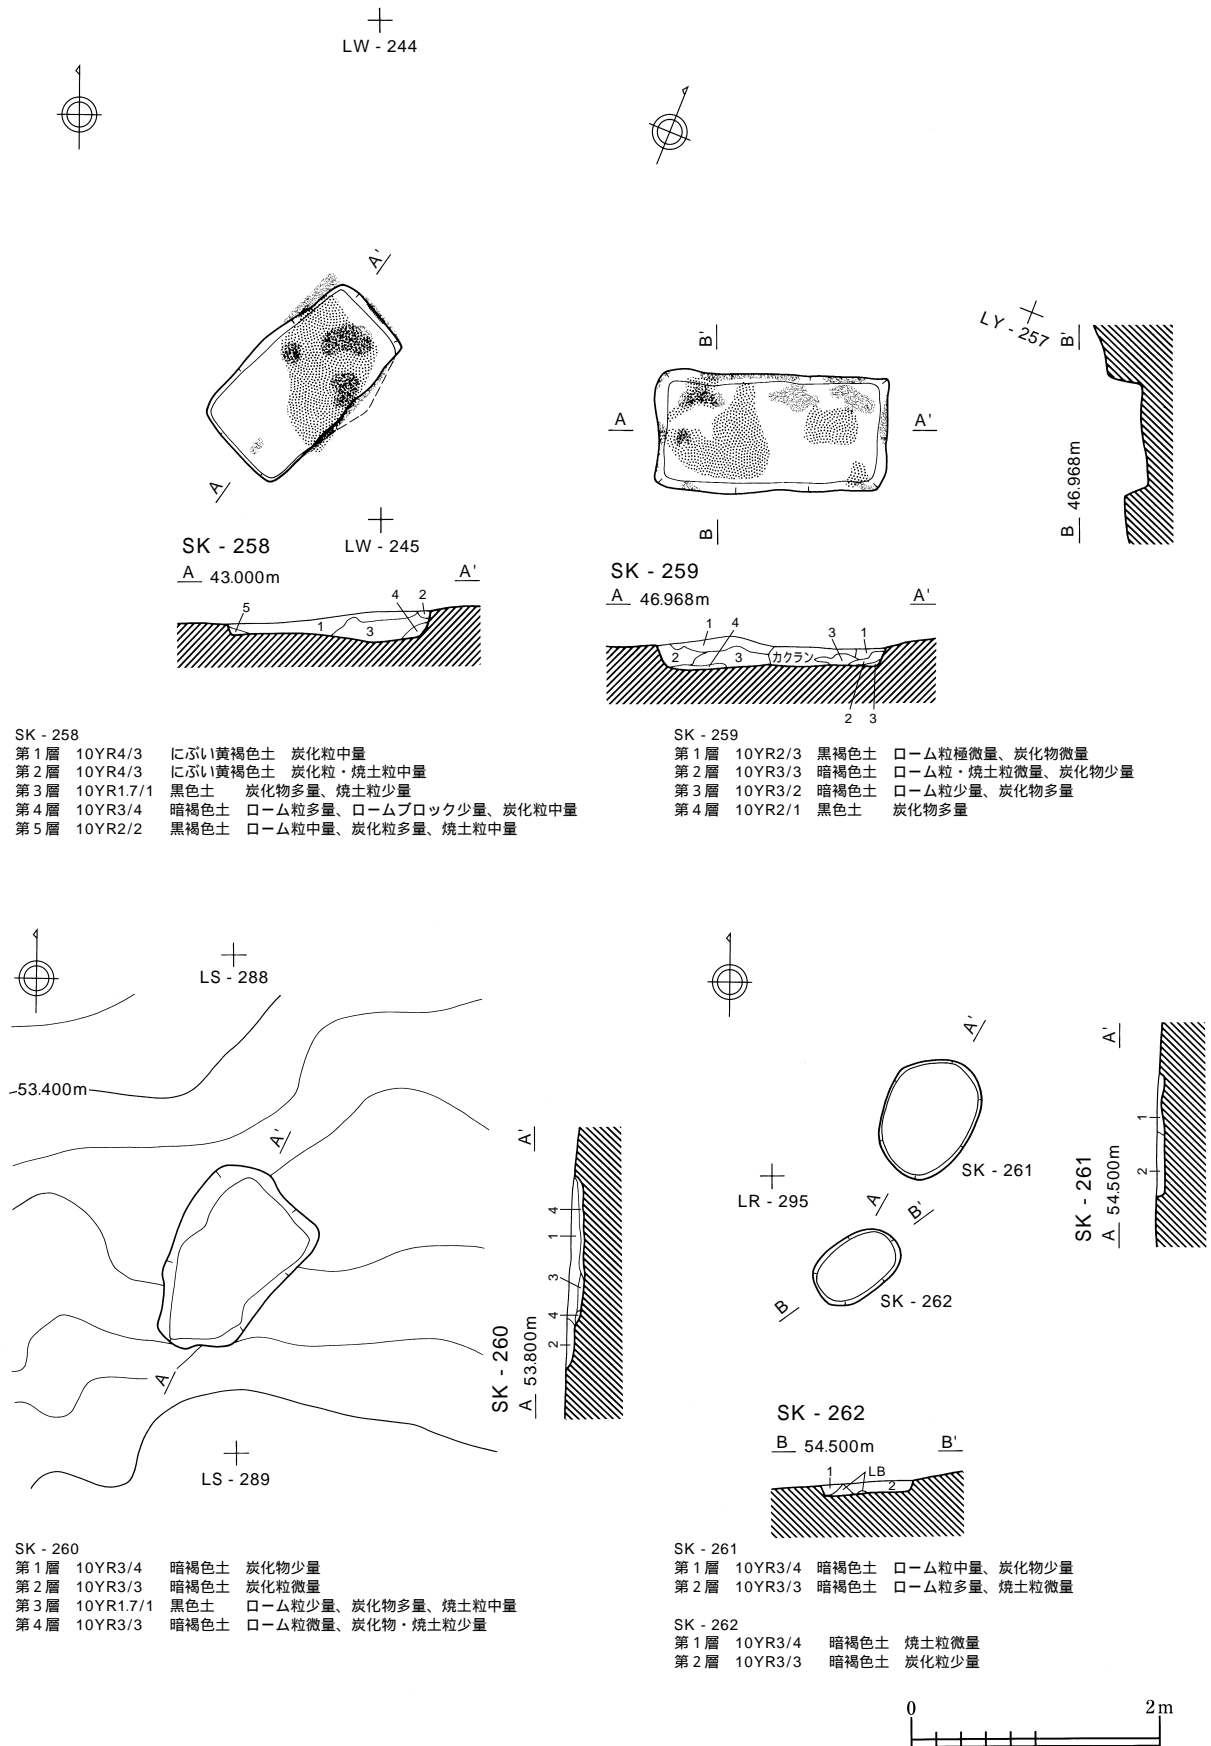 LW - 244
A'
A
LW - 245
SK - 258
A 43.000m A'
5 1 3 4 2
SK - 258
第1層 10YR4/3 にぶい黄褐色土 炭化粒中量
第2層 10YR4/3 にぶい黄褐色土 炭化粒・焼土粒中量
第3層 10YR1.7/1 黒色土 炭化物多量、焼土粒少量
第4層 10YR3/4 暗褐色土 ローム粒多量、ロームブロック少量、炭化粒中量
第5層 10YR2/2 黒褐色土 ローム粒中量、炭化粒多量、焼土粒中量
LY - 257
B'
A A'
B
B'
B 46.968m
SK - 259
A 46.968m A'
1 4 3 1
2 3 カクラン
2 3
SK - 259
第1層 10YR2/3 黒褐色土 ローム粒極微量、炭化物微量
第2層 10YR3/3 暗褐色土 ローム粒・焼土粒微量、炭化物少量
第3層 10YR3/2 暗褐色土 ローム粒少量、炭化物多量
第4層 10YR2/1 黒色土 炭化物多量
LS - 288
53.400m
A'
A
LS - 289
A'
4
1
3
4
2
SK - 260
A 53.800m
SK - 260
第1層 10YR3/4 暗褐色土 炭化物少量
第2層 10YR3/3 暗褐色土 炭化粒微量
第3層 10YR1.7/1 黒色土 ローム粒少量、炭化物多量、焼土粒中量
第4層 10YR3/3 暗褐色土 ローム粒微量、炭化物・焼土粒少量
A'
SK - 261
LR - 295
A
B'
B
SK - 262
A'
1
2
SK - 261
A 54.500m
SK - 262
B 54.500m B'
1 LB 2
SK - 261
第1層 10YR3/4 暗褐色土 ローム粒中量、炭化物少量
第2層 10YR3/3 暗褐色土 ローム粒多量、焼土粒微量
SK - 262
第1層 10YR3/4 暗褐色土 焼土粒微量
第2層 10YR3/3 暗褐色土 炭化粒少量
0 2m